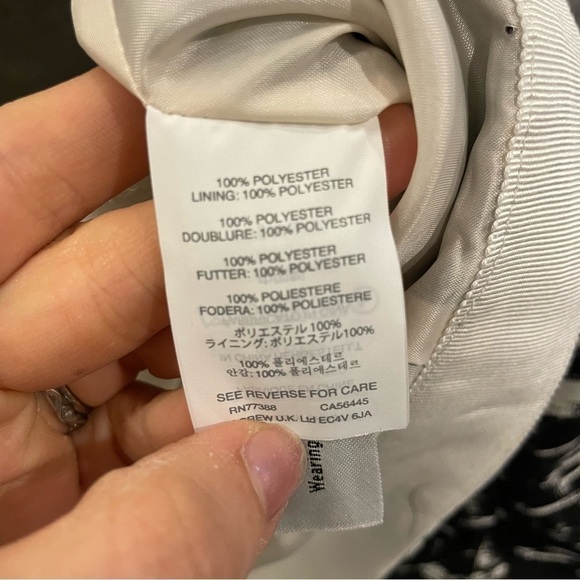 100% POLYESTER
LINING: 100% POLYESTER
100% POLYESTER
DOUBLURE: 100% POLYESTER
100% POLYESTER
FUTTER: 100% POLYESTER
100% POLIESTERE
FODERA: 100% POLIESTERE
ポリエステル 100%
ライニング: ポリエステル100%
100% 폴리에스테르
안감: 100% 폴리에스테르
SEE REVERSE FOR CARE
RN77388 CA56445
CREW U.K. Ltd EC4V 6JA
Wearing